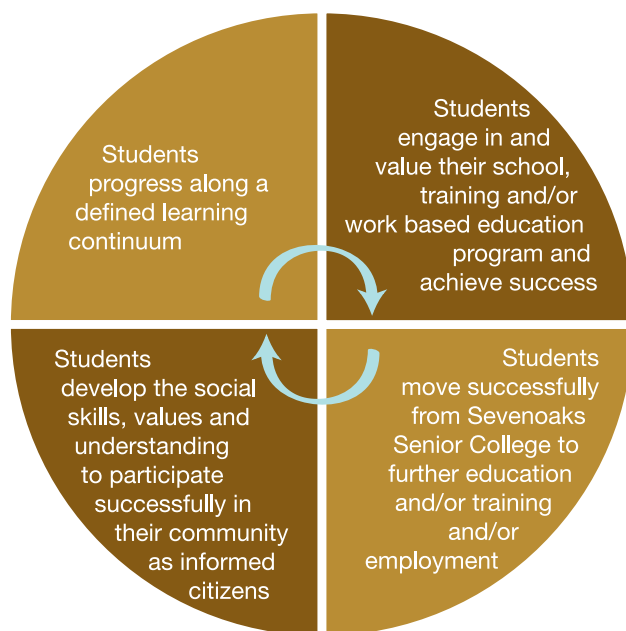 Students
progress along a
defined learning
continuum
Students
engage in and
value their school,
training and/or
work based education
program and
achieve success
Students
develop the social
skills, values and
understanding
to participate
successfully in
their community
as informed
citizens
Students
move successfully
from Sevenoaks
Senior College to
further education
and/or training
and/or
employment